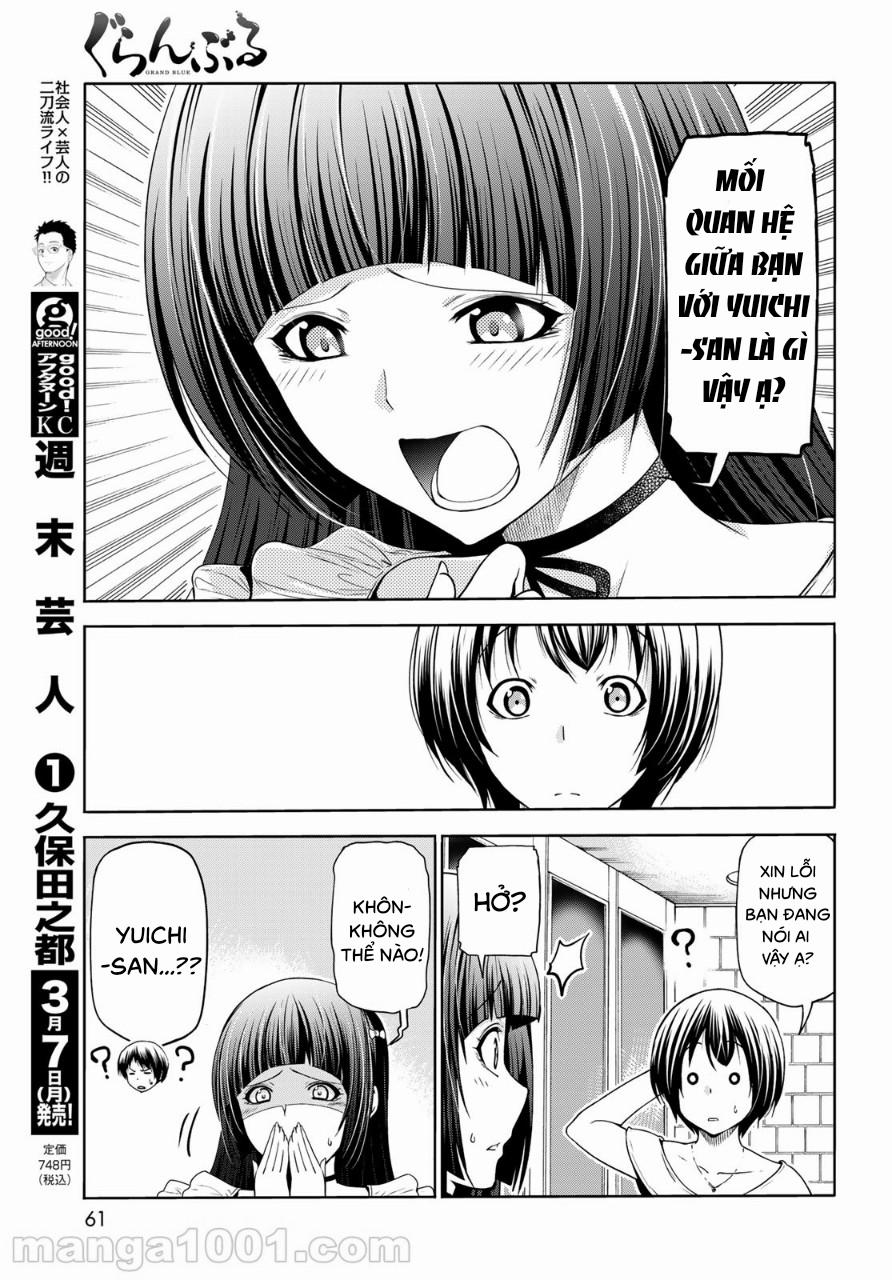 ぐらんぶる
GRAND BLUE
社会人×芸人の
二刀流ライフ!!
good!
AFTERNOON
good!
アフタヌーン
KC
週末芸人
1
久保田之都
3月7日(月)発売!
定価
748円
(税込)
MỐI
QUAN HỆ
GIỮA BẠN
VỚI YUICHI
-SAN LÀ GÌ
VẬY Ạ?
XIN LỖI
NHƯNG
BẠN ĐANG
NÓI AI
VẬY Ạ?
?
HỞ?
KHÔN-
KHÔNG
THỂ NÀO!
YUICHI
-SAN...??
?
?
61
manga1001.com